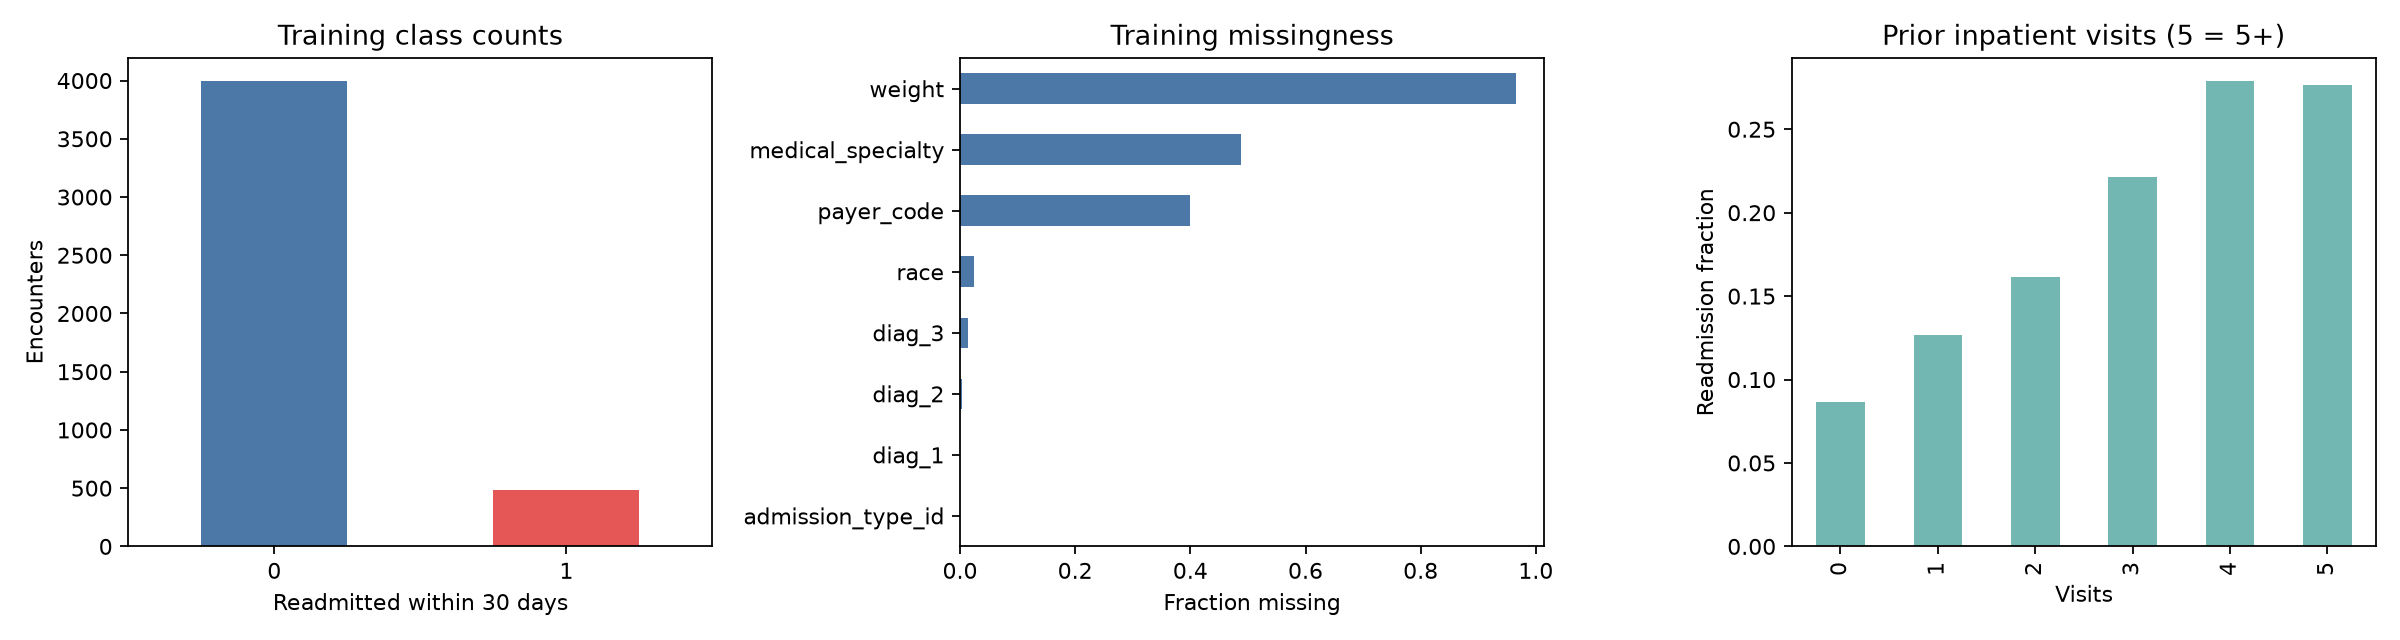 Training class counts
Encounters
4000
3500
3000
2500
2000
1500
1000
500
0
0 1
Readmitted within 30 days
Training missingness
weight
medical_specialty
payer_code
race
diag_3
diag_2
diag_1
admission_type_id
0.0 0.2 0.4 0.6 0.8 1.0
Fraction missing
Prior inpatient visits (5 = 5+)
Readmission fraction
0.25
0.20
0.15
0.10
0.05
0.00
0 1 2 3 4 5
Visits